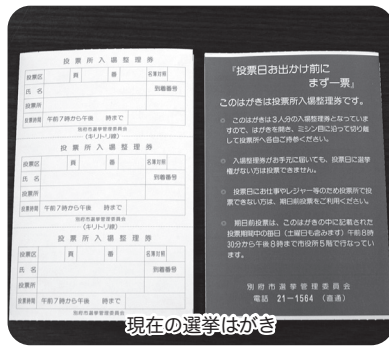 投票所入場整理券
投票区 頁 番 名簿対照
氏名 到着番号
投票所
投票時間 午前7時から午後 時まで
別府市選挙管理委員会
(キリトリ線)
投票所入場整理券
投票区 頁 番 名簿対照
氏名 到着番号
投票所
投票時間 午前7時から午後 時まで
別府市選挙管理委員会
(キリトリ線)
投票所入場整理券
投票区 頁 番 名簿対照
氏名 到着番号
投票所
投票時間 午前7時から午後 時まで
別府市選挙管理委員会
『投票日お出かけ前に
まず一票』
このはがきは投票所入場整理券です。
○ このはがきは3人分の入場整理券となっていま
すので、はがきを開き、ミシン目に沿って切り離
して投票所へ各自ご持参ください。
○ 入場整理券がお手元に届いても、投票日に選挙
権がない方は投票できません。
○ 投票日にお仕事やレジャー等のため投票所で投
票できない方は、期日前投票をご利用ください。
○ 期日前投票は、このはがきの中に記載された
投票期間中の毎日(土曜日も含みます)午前8時
30分から午後8時まで市役所5階で行なってい
ます。
別府市選挙管理委員会
電話 21-1564 (直通)
現在の選挙はがき